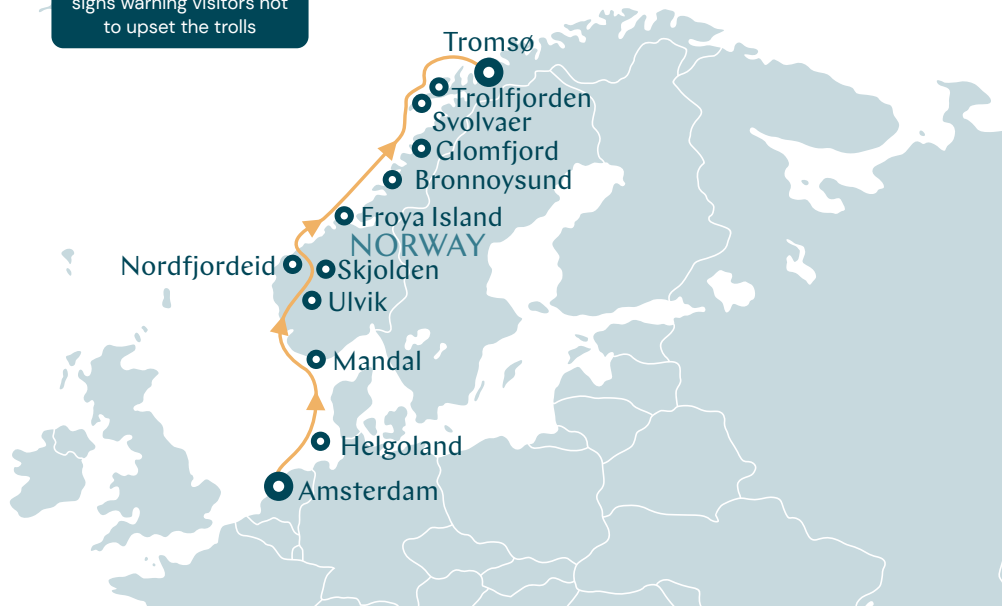 signs warning visitors not
to upset the trolls
Tromsø
Trollfjorden
Svolvaer
Glomfjord
Bronnoysund
Froya Island
NORWAY
Nordfjordeid
Skjolden
Ulvik
Mandal
Helgoland
Amsterdam